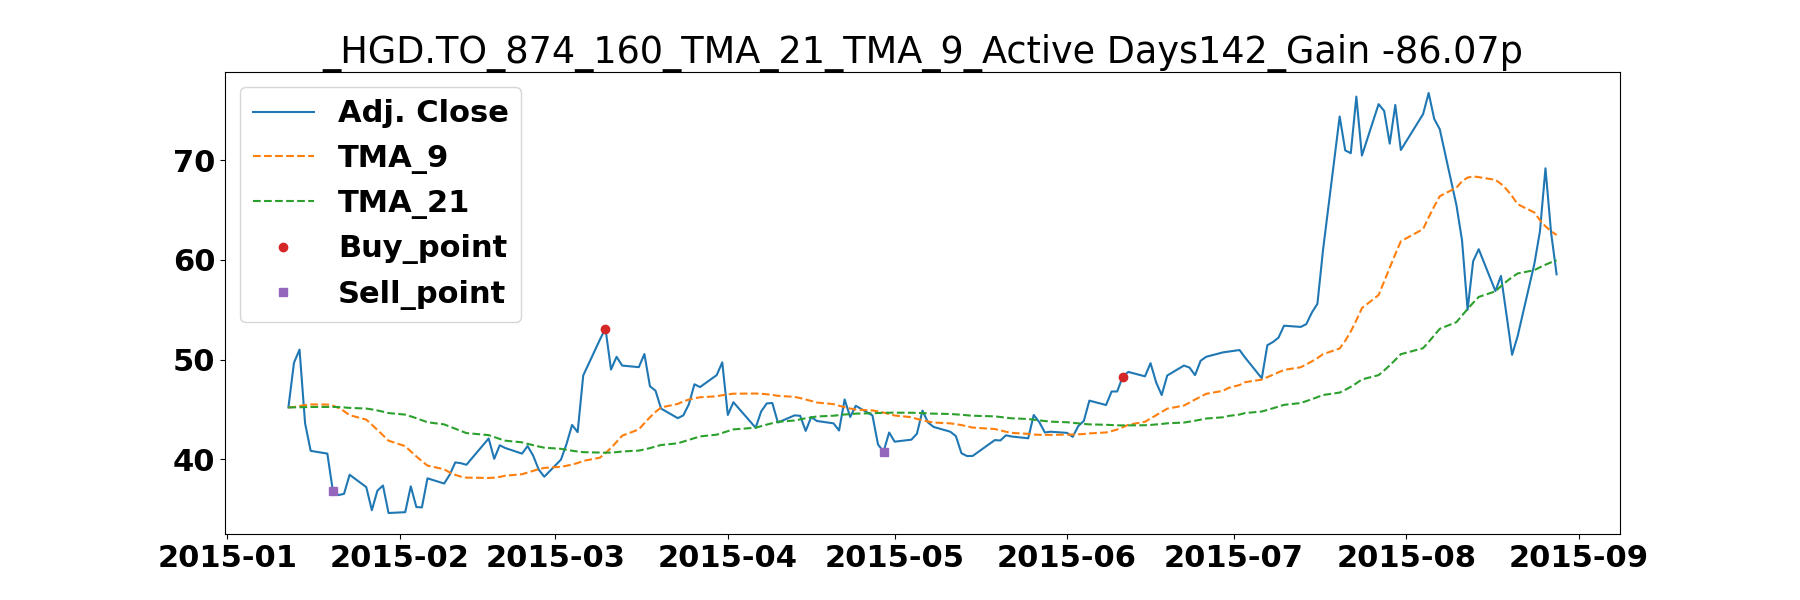 _HGD.TO_874_160_TMA_21_TMA_9_Active Days142_Gain -86.07p
Adj. Close
TMA_9
TMA_21
Buy_point
Sell_point
70
60
50
40
2015-01 2015-02 2015-03 2015-04 2015-05 2015-06 2015-07 2015-08 2015-09